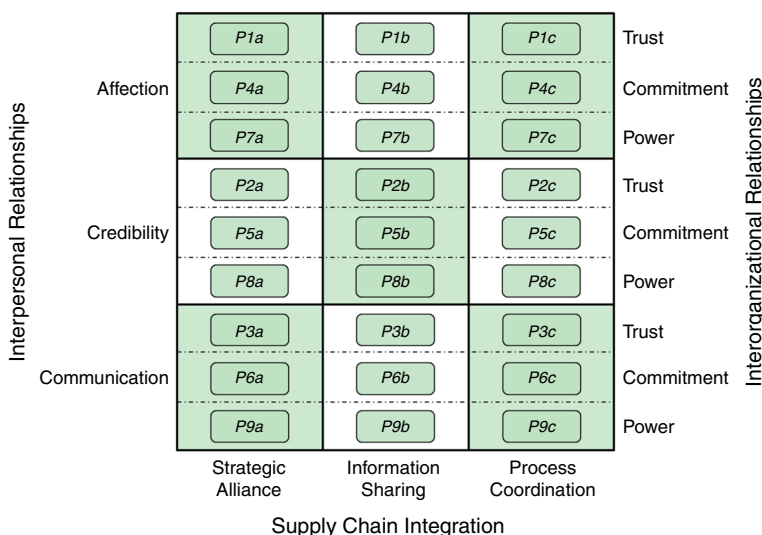 P1a P1b P1c Trust
Affection P4a P4b P4c Commitment
P7a P7b P7c Power
P2a P2b P2c Trust
Credibility P5a P5b P5c Commitment
P8a P8b P8c Power
P3a P3b P3c Trust
Communication P6a P6b P6c Commitment
P9a P9b P9c Power
Interpersonal Relationships
Interorganizational Relationships
Strategic Information Process
Alliance Sharing Coordination
Supply Chain Integration